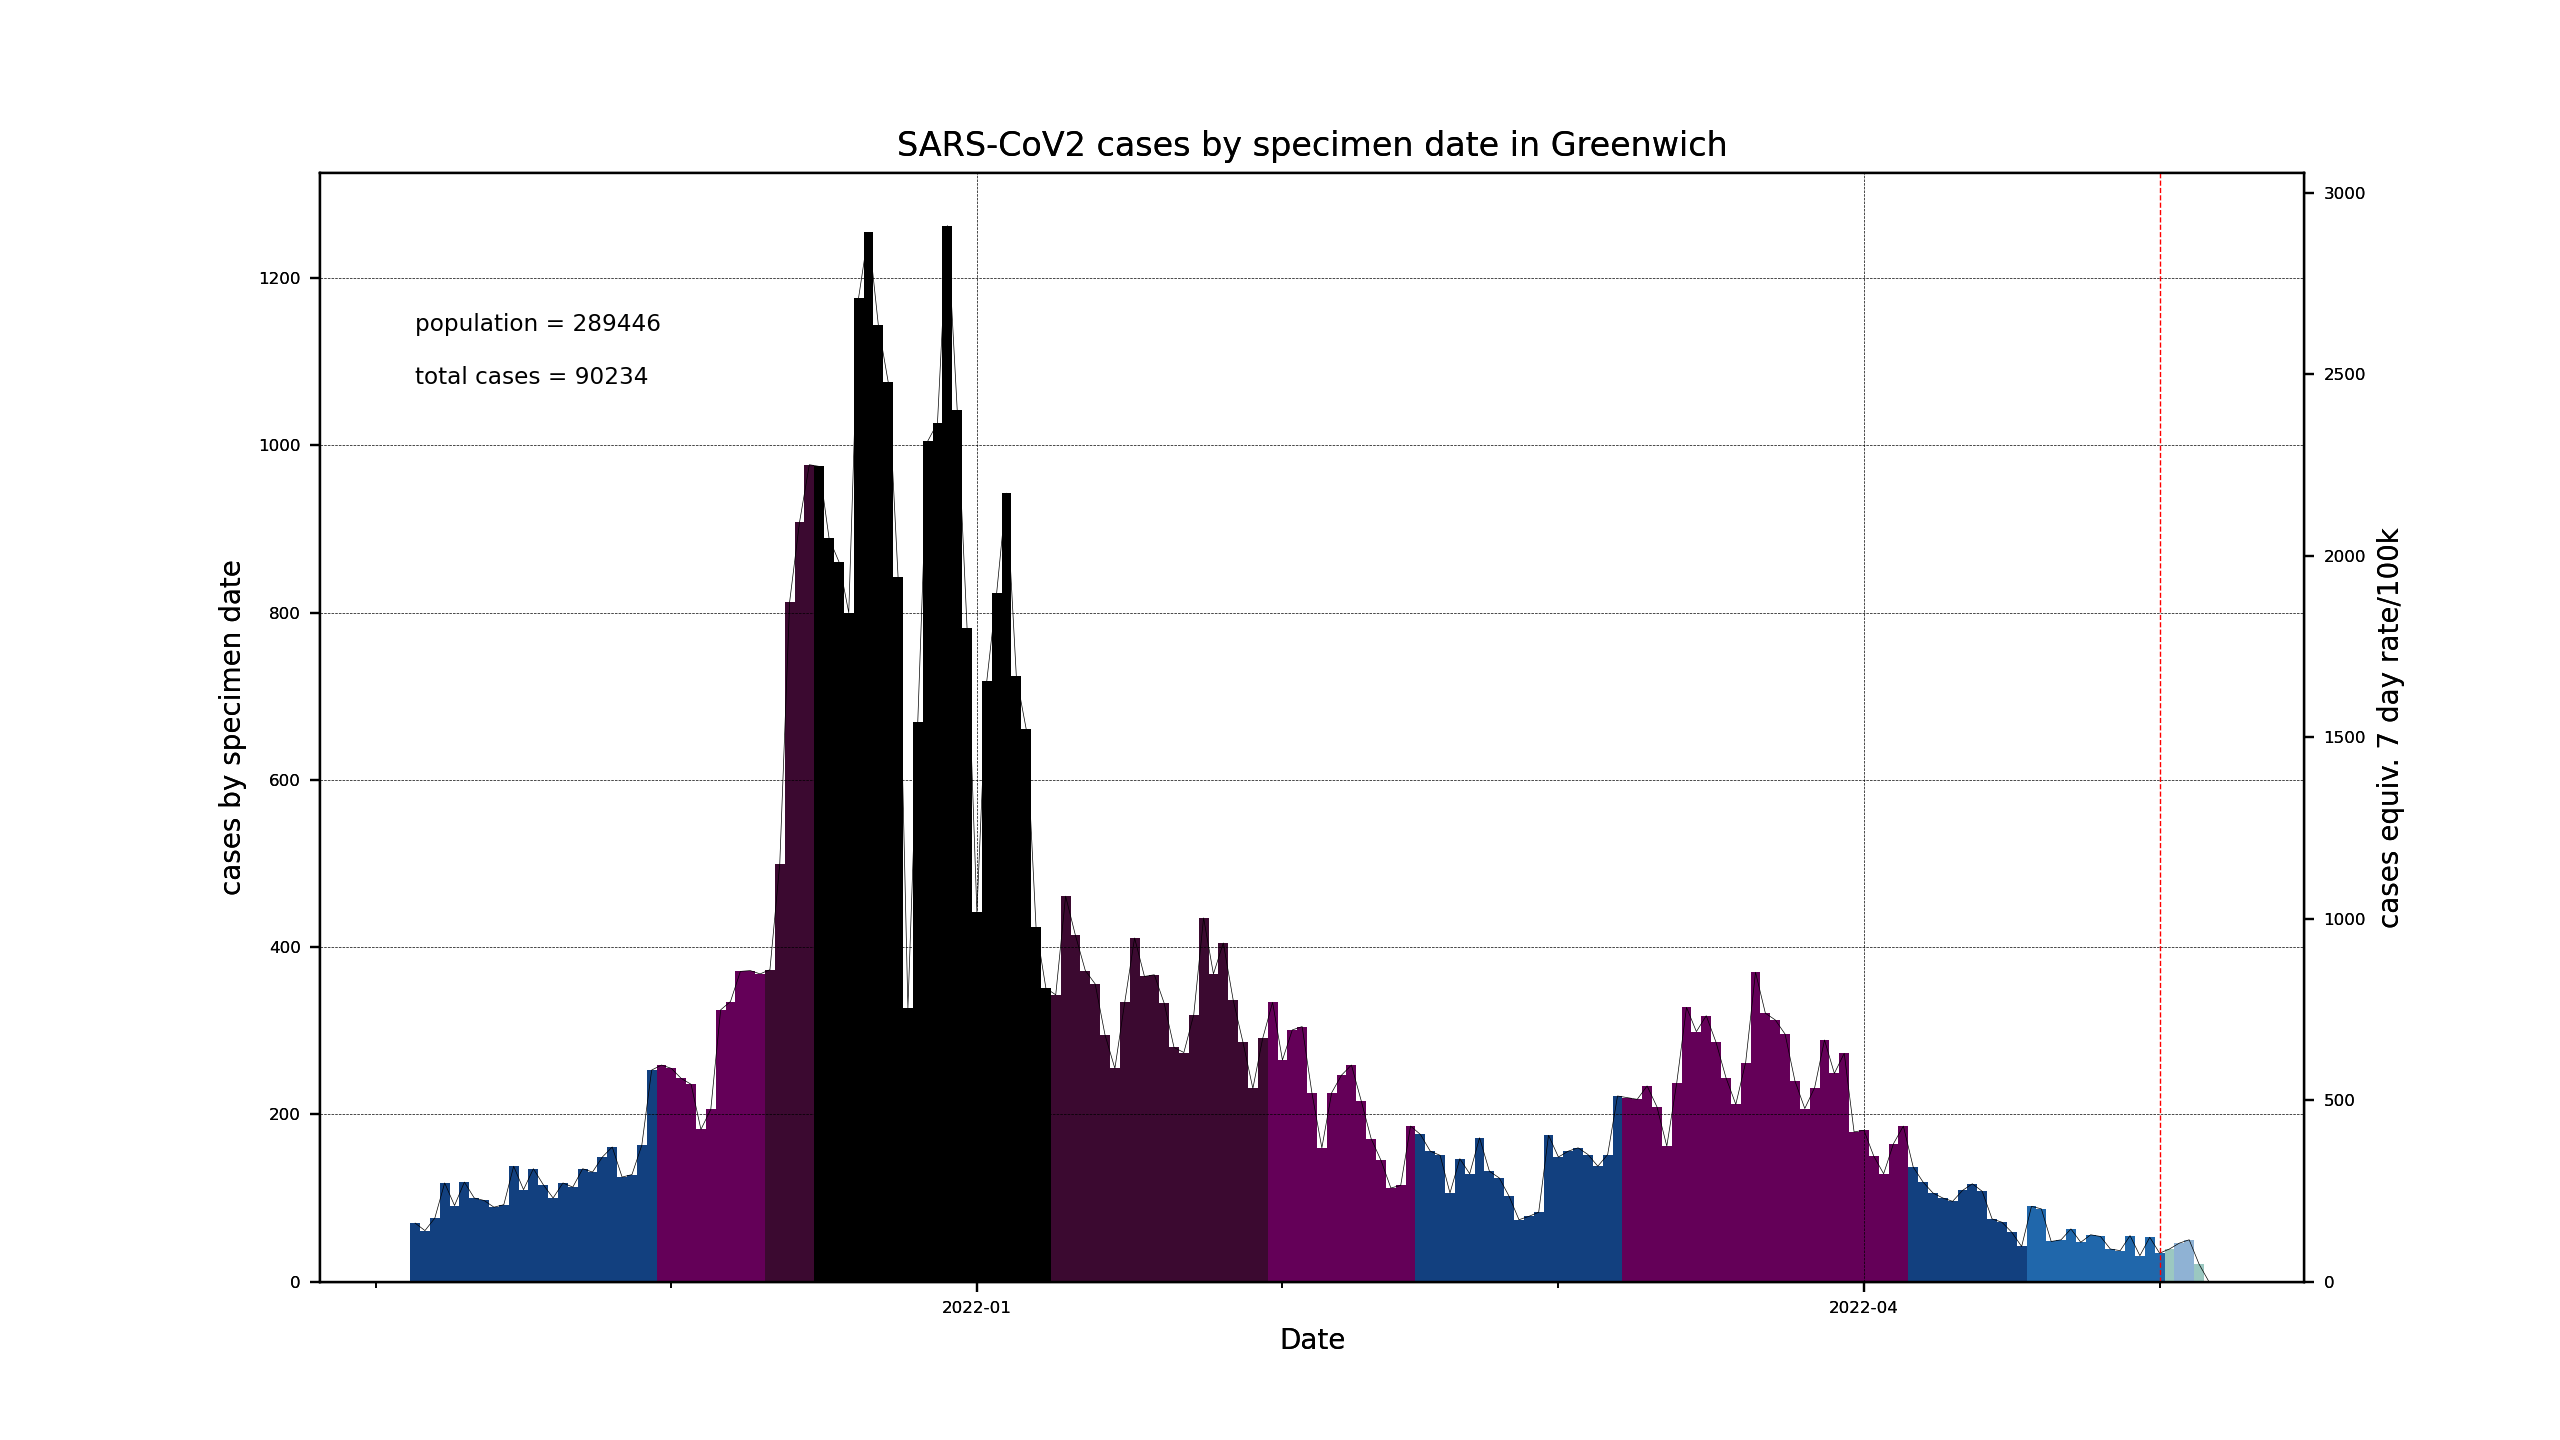 SARS-CoV2 cases by specimen date in Greenwich
population = 289446
total cases = 90234
cases by specimen date
1200
1000
800
600
400
200
0
3000
2500
2000
1500
1000
500
0
cases equiv. 7 day rate/100k
2022-01
2022-04
Date